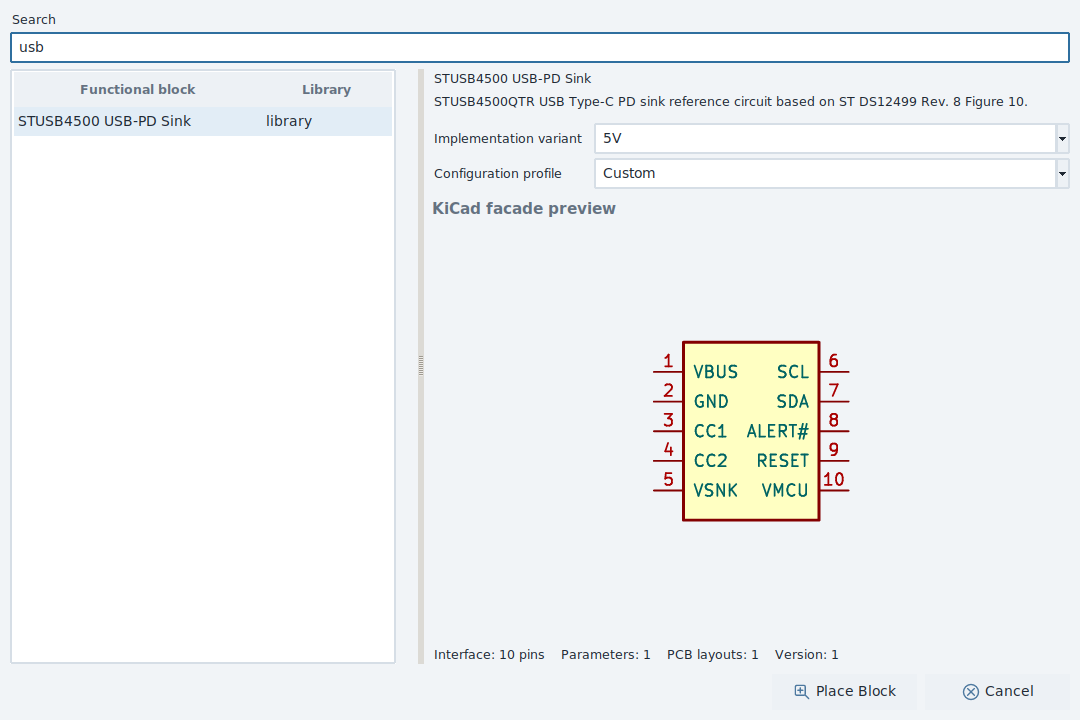 Search
usb
Functional block Library
STUSB4500 USB-PD Sink library
STUSB4500 USB-PD Sink
STUSB4500QTR USB Type-C PD sink reference circuit based on ST DS12499 Rev. 8 Figure 10.
Implementation variant 5V
Configuration profile Custom
KiCad facade preview
1 VBUS SCL 6
2 GND SDA 7
3 CC1 ALERT# 8
4 CC2 RESET 9
5 VSNK VMCU 10
Interface: 10 pins Parameters: 1 PCB layouts: 1 Version: 1
Place Block Cancel